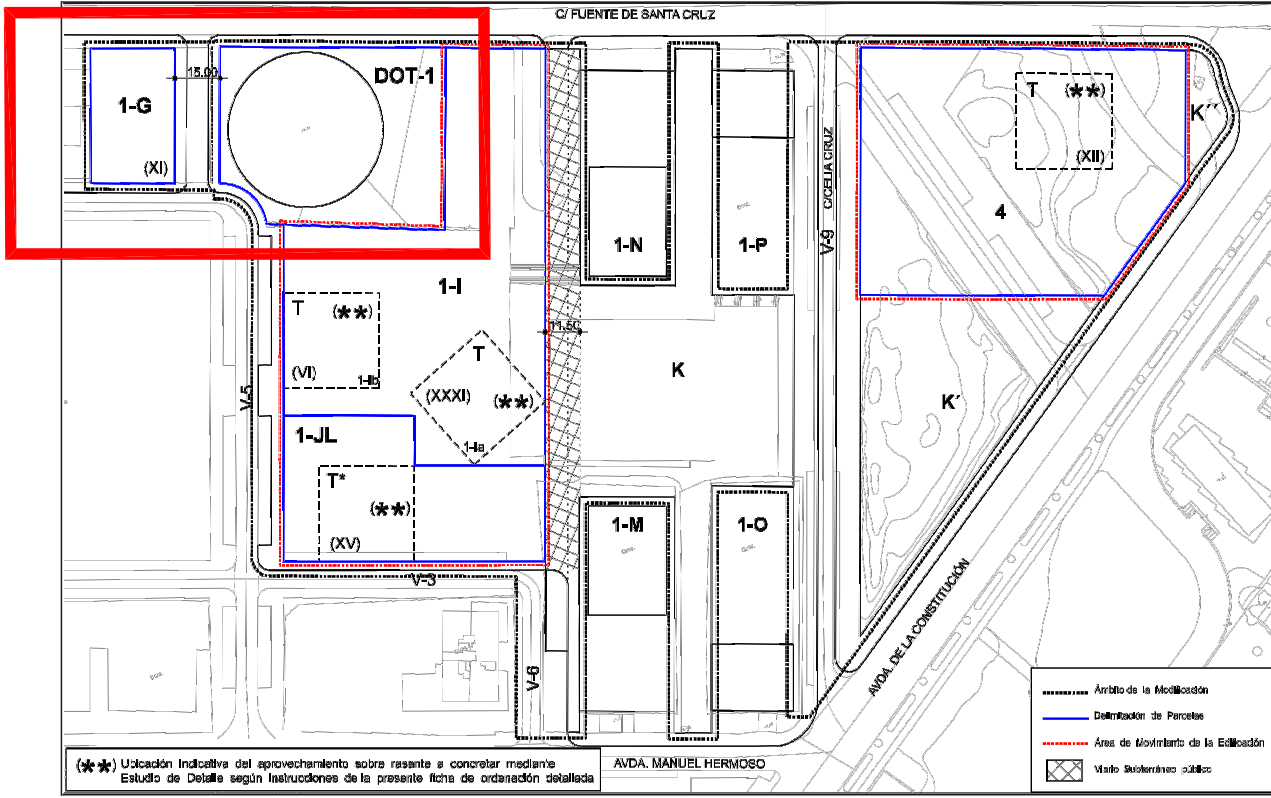 C/ FUENTE DE SANTA CRUZ
DOT-1
15.00
1-G
(XI)
T (**)
(XII)
K´´
C/CELIA CRUZ
V-9
4
1-N
1-P
1-I
11.50
T (**)
(VI)
1-Ib
V-5
T
(XXXI) (**)
1-Ia
K
K´
1-JL
T*
(**)
(XV)
1-M
1-O
V-3
V-6
AVDA. DE LA CONSTITUCIÓN
AVDA. MANUEL HERMOSO
(**) Ubicación Indicativa del aprovechamiento sobre rasante a concretar mediante
Estudio de Detalle según Instrucciones de la presente ficha de ordenación detallada
Ámbito de la Modificación
Delimitación de Parcelas
Área de Movimiento de la Edificación
Viario Subterráneo público